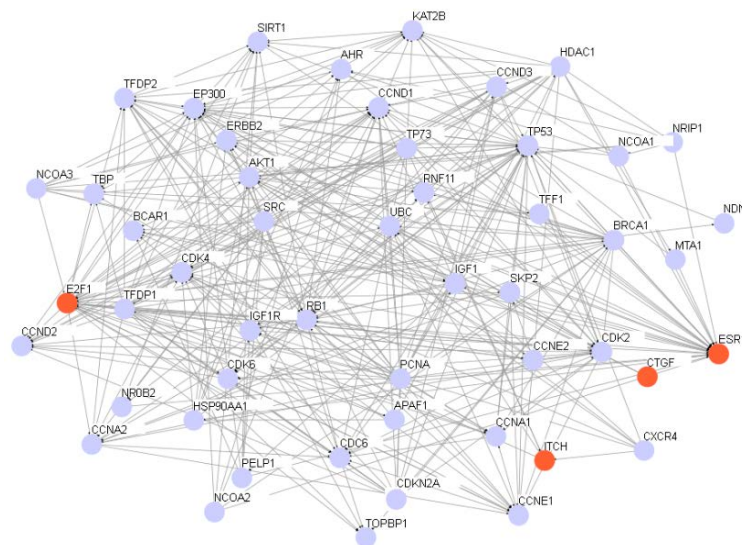 KAT2B
SIRT1
HDAC1
AHR
TFDP2
EP300
CCND3
CCND1
ERBB2
TP73
TP53
NCOA1
NRIP1
NCOA3
TBP
AKT1
RNF11
BCAR1
SRC
UBC
TFF1
BRCA1
NDN
MTA1
CDK4
IGF1
SKP2
E2F1
TFDP1
IGF1R
RB1
CCND2
CCNE2
CDK2
ESR
CTGF
CDK6
PCNA
NR0B2
HSP90AA1
APAF1
CCNA2
CCNA1
ITCH
CXCR4
CDC6
PELP1
CDKN2A
NCOA2
CCNE1
TOPBP1